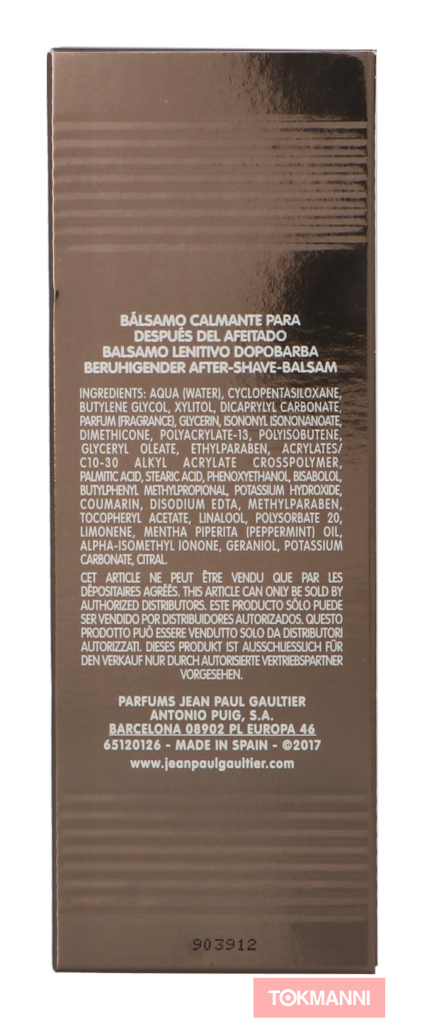 BÁLSAMO CALMANTE PARA
DESPUÉS DEL AFEITADO
BALSAMO LENITIVO DOPOBARBA
BERUHIGENDER AFTER-SHAVE-BALSAM
INGREDIENTS: AQUA (WATER), CYCLOPENTASILOXANE,
BUTYLENE GLYCOL, XYLITOL, DICAPRYLYL CARBONATE,
PARFUM (FRAGRANCE), GLYCERIN, ISONONYL ISONONANOATE,
DIMETHICONE, POLYACRYLATE-13, POLYISOBUTENE,
GLYCERYL OLEATE, ETHYLPARABEN, ACRYLATES/
C10-30 ALKYL ACRYLATE CROSSPOLYMER,
PALMITIC ACID, STEARIC ACID, PHENOXYETHANOL, BISABOLOL,
BUTYLPHENYL METHYLPROPIONAL, POTASSIUM HYDROXIDE,
COUMARIN, DISODIUM EDTA, METHYLPARABEN,
TOCOPHERYL ACETATE, LINALOOL, POLYSORBATE 20,
LIMONENE, MENTHA PIPERITA (PEPPERMINT) OIL,
ALPHA-ISOMETHYL IONONE, GERANIOL, POTASSIUM
CARBONATE, CITRAL.
CET ARTICLE NE PEUT ÊTRE VENDU QUE PAR LES
DÉPOSITAIRES AGRÉÉS. THIS ARTICLE CAN ONLY BE SOLD BY
AUTHORIZED DISTRIBUTORS. ESTE PRODUCTO SÓLO PUEDE
SER VENDIDO POR DISTRIBUIDORES AUTORIZADOS. QUESTO
PRODOTTO PUÒ ESSERE VENDUTTO SOLO DA DISTRIBUTORI
AUTORIZZATI. DIESES PRODUKT IST AUSSCHLIESSLICH FÜR
DEN VERKAUF NUR DURCH AUTORISIERTE VERTRIEBSPARTNER
VORGESEHEN.
PARFUMS JEAN PAUL GAULTIER
ANTONIO PUIG, S.A.
BARCELONA 08902 PL EUROPA 46
65120126 - MADE IN SPAIN - ©2017
www.jeanpaulgaultier.com
903912
TOKMANNI